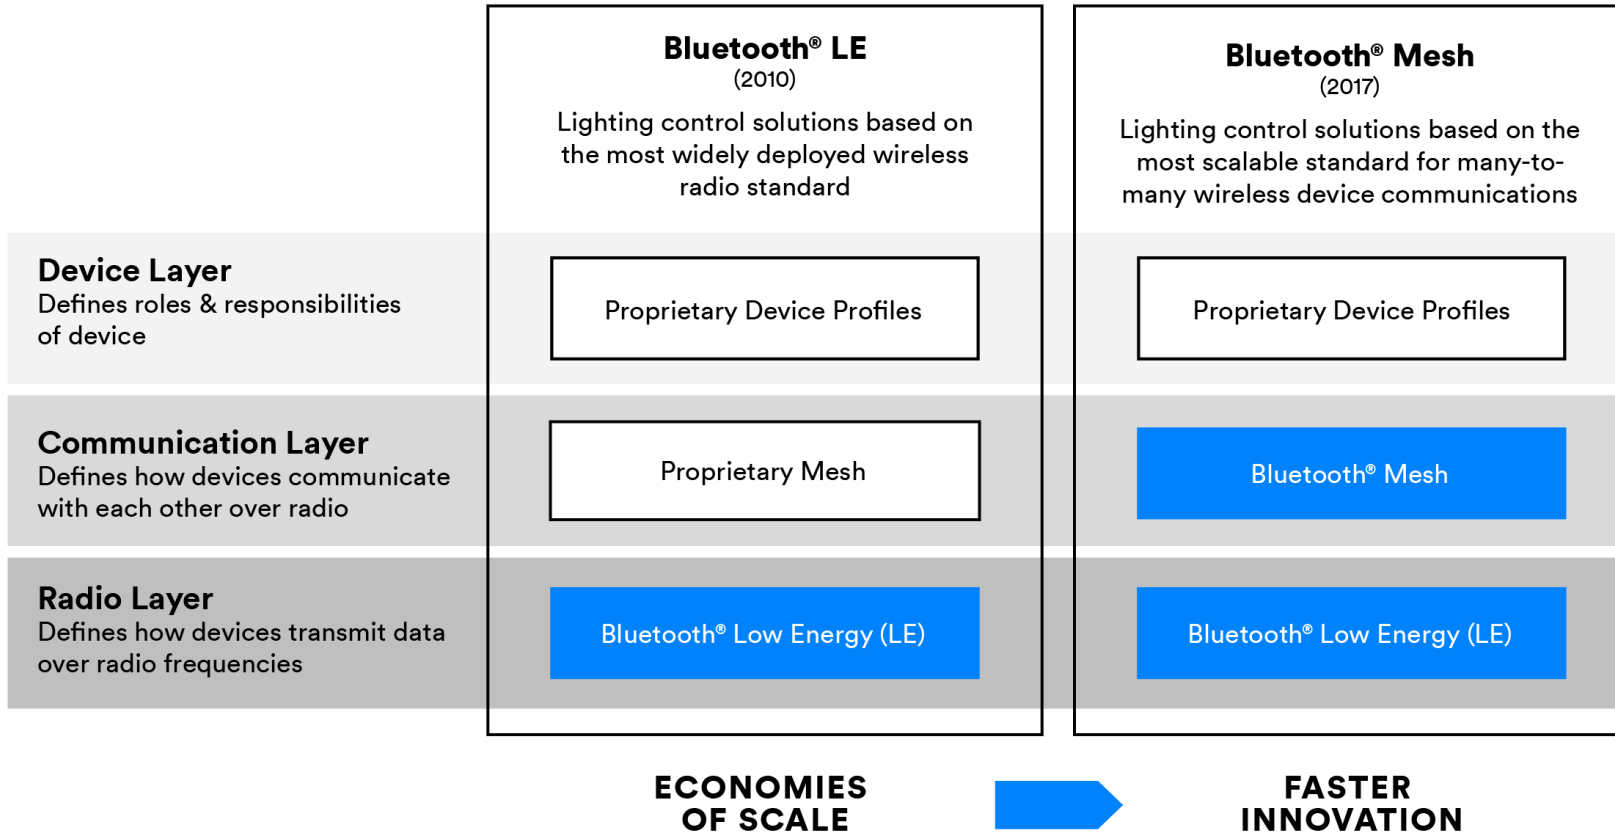 Bluetooth® LE
(2010)
Lighting control solutions based on
the most widely deployed wireless
radio standard
Bluetooth® Mesh
(2017)
Lighting control solutions based on the
most scalable standard for many-to-
many wireless device communications
Device Layer
Defines roles & responsibilities
of device
Proprietary Device Profiles
Proprietary Device Profiles
Communication Layer
Defines how devices communicate
with each other over radio
Proprietary Mesh
Bluetooth® Mesh
Radio Layer
Defines how devices transmit data
over radio frequencies
Bluetooth® Low Energy (LE)
Bluetooth® Low Energy (LE)
ECONOMIES
OF SCALE
FASTER
INNOVATION